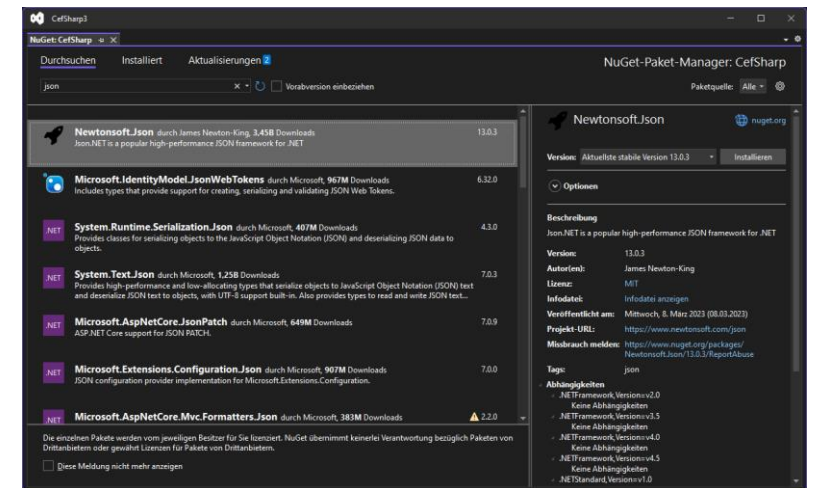 CefSharp3
NuGet: CefSharp
Durchsuchen Installiert Aktualisierungen 2
NuGet-Paket-Manager: CefSharp
json
Vorabversion einbeziehen
Paketquelle: Alle
Newtonsoft.Json durch James Newton-King, 3,45B Downloads 13.0.3
Json.NET is a popular high-performance JSON framework for .NET
Microsoft.IdentityModel.JsonWebTokens durch Microsoft, 967M Downloads 6.32.0
Includes types that provide support for creating, serializing and validating JSON Web Tokens.
.NET
System.Runtime.Serialization.Json durch Microsoft, 407M Downloads 4.3.0
Provides classes for serializing objects to the JavaScript Object Notation (JSON) and deserializing JSON data to
objects.
.NET
System.Text.Json durch Microsoft, 1,25B Downloads 7.0.3
Provides high-performance and low-allocating types that serialize objects to JavaScript Object Notation (JSON) text
and deserialize JSON text to objects, with UTF-8 support built-in. Also provides types to read and write JSON text...
.NET
Microsoft.AspNetCore.JsonPatch durch Microsoft, 649M Downloads 7.0.9
ASP.NET Core support for JSON PATCH.
.NET
Microsoft.Extensions.Configuration.Json durch Microsoft, 907M Downloads 7.0.0
JSON configuration provider implementation for Microsoft.Extensions.Configuration.
.NET
Microsoft.AspNetCore.Mvc.Formatters.Json durch Microsoft, 383M Downloads 2.2.0
Die einzelnen Pakete werden vom jeweiligen Besitzer für Sie lizenziert. NuGet übernimmt keinerlei Verantwortung bezüglich Paketen von
Drittanbietern oder gewährt Lizenzen für Pakete von Drittanbietern.
Diese Meldung nicht mehr anzeigen
Newtonsoft.Json nuget.org
Version: Aktuellste stabile Version 13.0.3 Installieren
Optionen
Beschreibung
Json.NET is a popular high-performance JSON framework for .NET
Version: 13.0.3
Autor(en): James Newton-King
Lizenz: MIT
Infodatei: Infodatei anzeigen
Veröffentlicht am: Mittwoch, 8. März 2023 (08.03.2023)
Projekt-URL: https://www.newtonsoft.com/json
Missbrauch melden: https://www.nuget.org/packages/
Newtonsoft.Json/13.0.3/ReportAbuse
Tags: json
Abhängigkeiten
.NETFramework,Version=v2.0
Keine Abhängigkeiten
.NETFramework,Version=v3.5
Keine Abhängigkeiten
.NETFramework,Version=v4.0
Keine Abhängigkeiten
.NETFramework,Version=v4.5
Keine Abhängigkeiten
.NETStandard,Version=v1.0